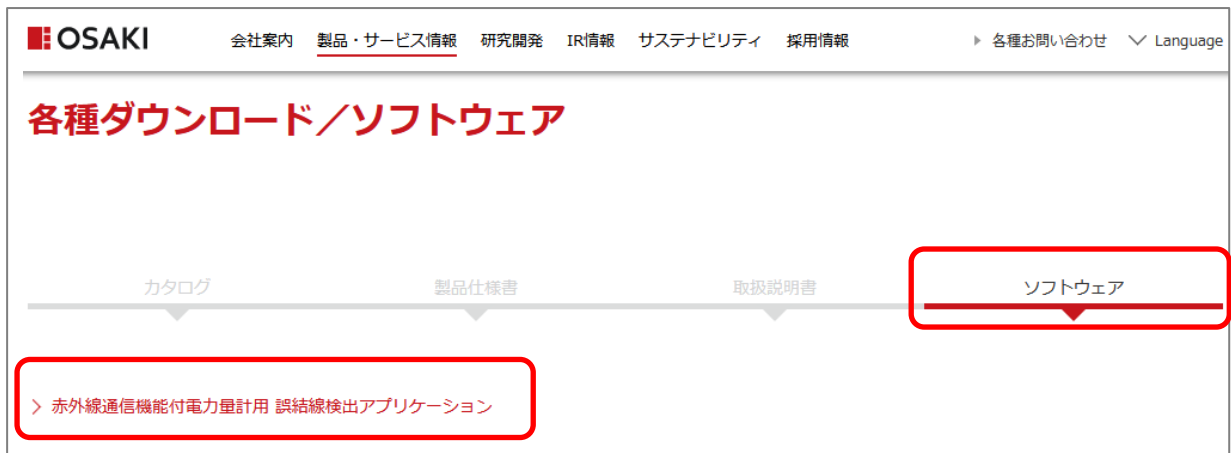 OSAKI 会社案内 製品・サービス情報 研究開発 IR情報 サステナビリティ 採用情報 各種お問い合わせ Language
各種ダウンロード／ソフトウェア
カタログ 製品仕様書 取扱説明書 ソフトウェア
赤外線通信機能付電力量計用 誤結線検出アプリケーション